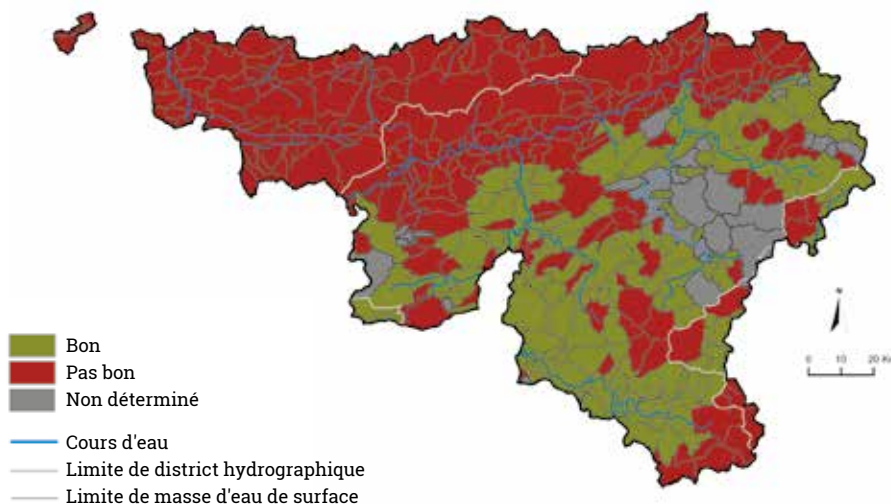 N
0 10 20 Km
Bon
Pas bon
Non déterminé
Cours d'eau
Limite de district hydrographique
Limite de masse d'eau de surface